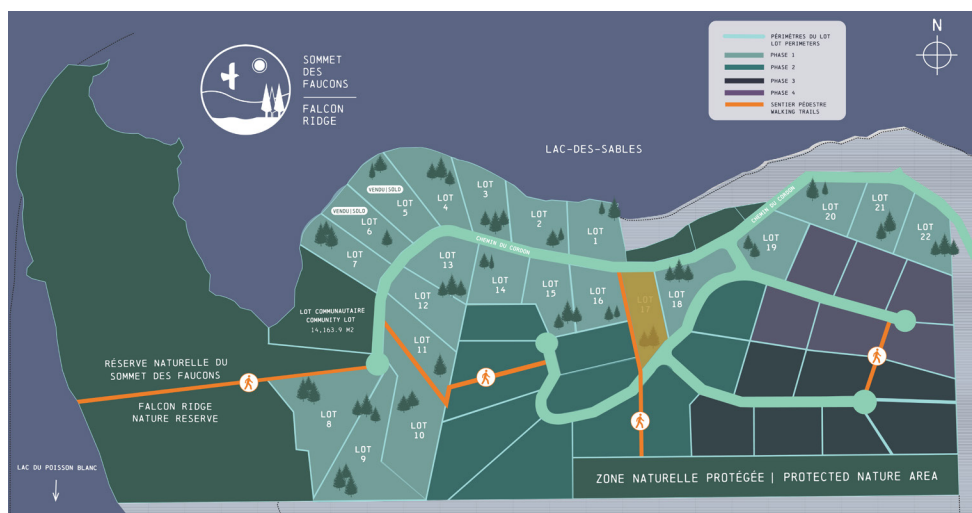 SOMMET
DES
FAUCONS
FALCON
RIDGE
N
PÉRIMÈTRES DU LOT
LOT PERIMETERS
PHASE 1
PHASE 2
PHASE 3
PHASE 4
SENTIER PÉDESTRE
WALKING TRAILS
LAC-DES-SABLES
VENDU|SOLD
VENDU|SOLD
LOT
1
LOT
2
LOT
3
LOT
4
LOT
5
LOT
6
LOT
7
CHEMIN DU CORDON
CHEMIN DU CORDON
LOT
13
LOT
14
LOT
15
LOT
16
LOT
17
LOT
18
LOT
19
LOT
20
LOT
21
LOT
22
LOT
12
LOT
11
LOT
10
LOT
8
LOT
9
LOT COMMUNAUTAIRE
COMMUNITY LOT
14,163.9 M2
RÉSERVE NATURELLE DU
SOMMET DES FAUCONS
FALCON RIDGE
NATURE RESERVE
LAC DU POISSON BLANC
ZONE NATURELLE PROTÉGÉE | PROTECTED NATURE AREA